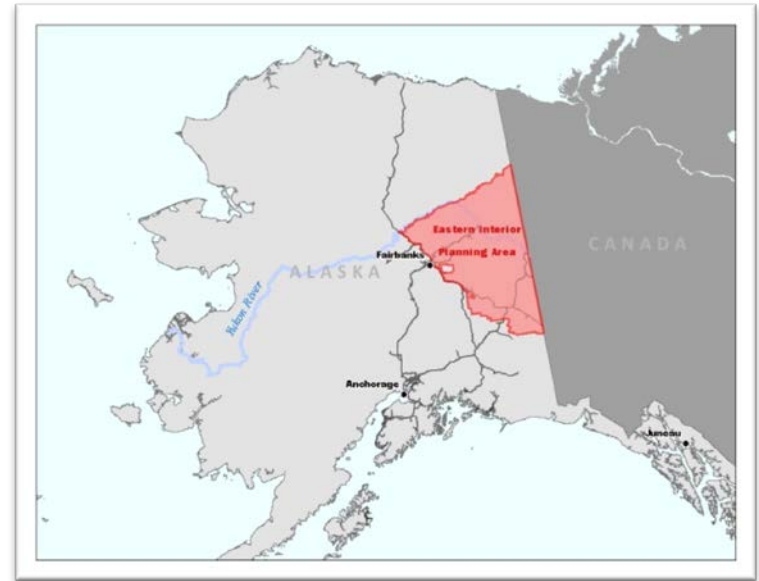 Eastern Interior
Planning Area
CANADA
Fairbanks
ALASKA
Yukon River
Anchorage
Juneau